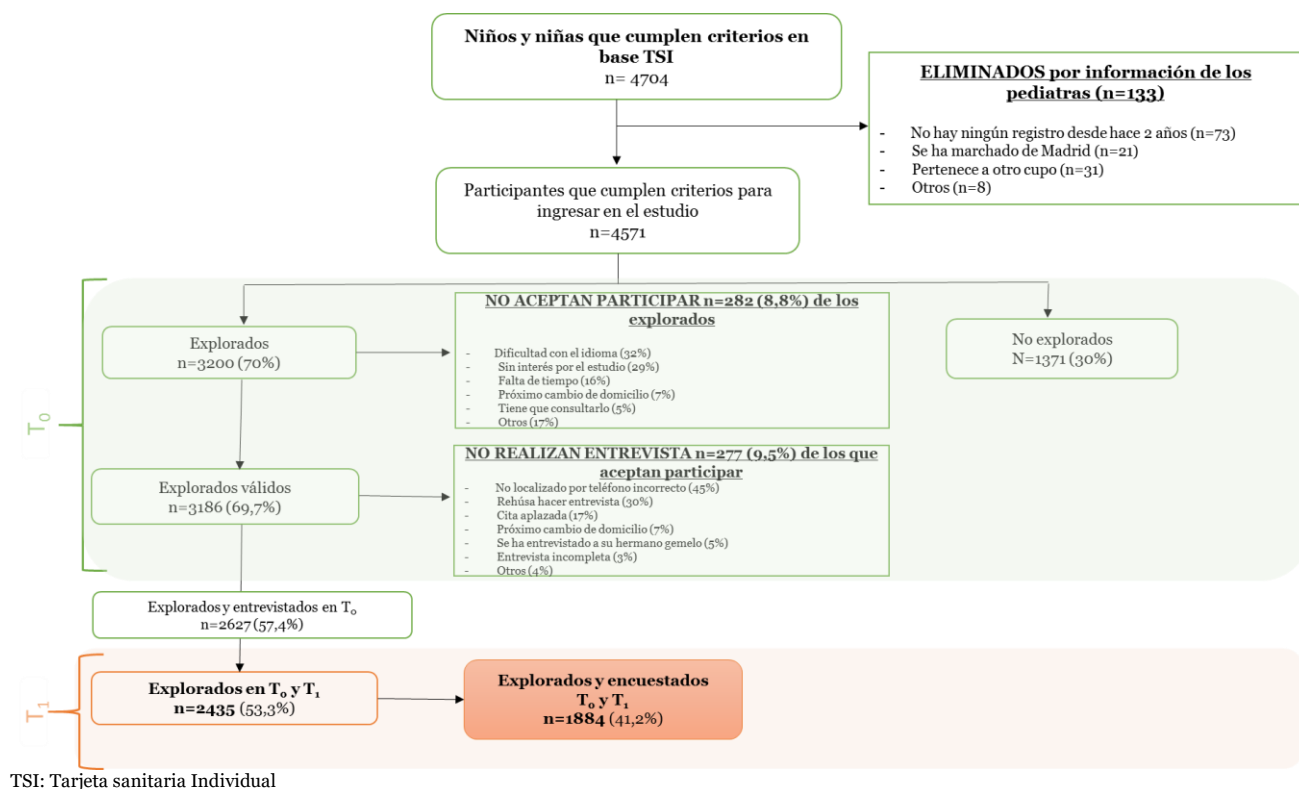 Niños y niñas que cumplen criterios en
base TSI
n= 4704
ELIMINADOS por información de los
pediatras (n=133)
- No hay ningún registro desde hace 2 años (n=73)
- Se ha marchado de Madrid (n=21)
- Pertenece a otro cupo (n=31)
- Otros (n=8)
Participantes que cumplen criterios para
ingresar en el estudio
n=4571
T₀
Explorados
n=3200 (70%)
NO ACEPTAN PARTICIPAR n=282 (8,8%) de los
explorados
- Dificultad con el idioma (32%)
- Sin interés por el estudio (29%)
- Falta de tiempo (16%)
- Próximo cambio de domicilio (7%)
- Tiene que consultarlo (5%)
- Otros (17%)
No explorados
N=1371 (30%)
Explorados válidos
n=3186 (69,7%)
NO REALIZAN ENTREVISTA n=277 (9,5%) de los que
aceptan participar
- No localizado por teléfono incorrecto (45%)
- Rehúsa hacer entrevista (30%)
- Cita aplazada (17%)
- Próximo cambio de domicilio (7%)
- Se ha entrevistado a su hermano gemelo (5%)
- Entrevista incompleta (3%)
- Otros (4%)
Explorados y entrevistados en T₀
n=2627 (57,4%)
T₁
Explorados en T₀ y T₁
n=2435 (53,3%)
Explorados y encuestados
T₀ y T₁
n=1884 (41,2%)
TSI: Tarjeta sanitaria Individual